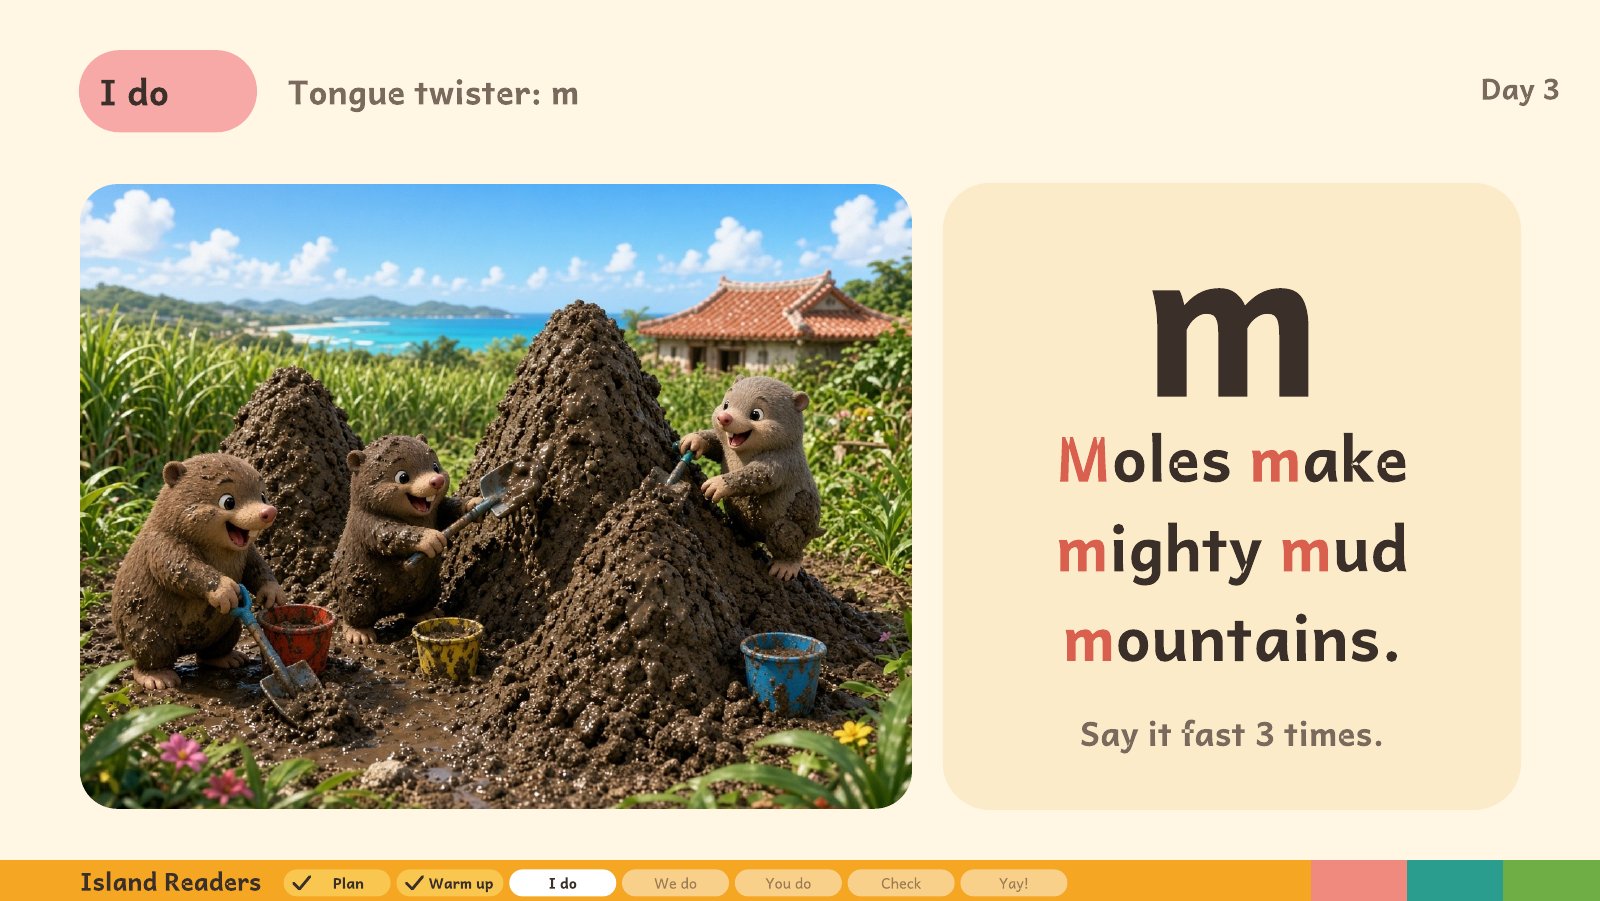 I do
Tongue twister: m
Day 3
m
Moles make
mighty mud
mountains.
Say it fast 3 times.
Island Readers
Plan
Warm up
I do
We do
You do
Check
Yay!